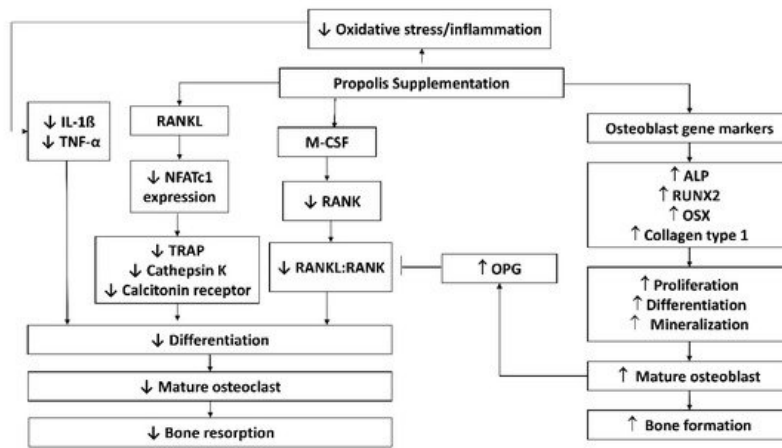 ↓ Oxidative stress/inflammation
Propolis Supplementation
↓ IL-1ß
↓ TNF-α
RANKL
M-CSF
Osteoblast gene markers
↓ NFATc1
expression
↓ RANK
↑ ALP
↑ RUNX2
↑ OSX
↑ Collagen type 1
↓ TRAP
↓ Cathepsin K
↓ Calcitonin receptor
↓ RANKL:RANK
↑ OPG
↑ Proliferation
↑ Differentiation
↑ Mineralization
↓ Differentiation
↓ Mature osteoclast
↑ Mature osteoblast
↓ Bone resorption
↑ Bone formation